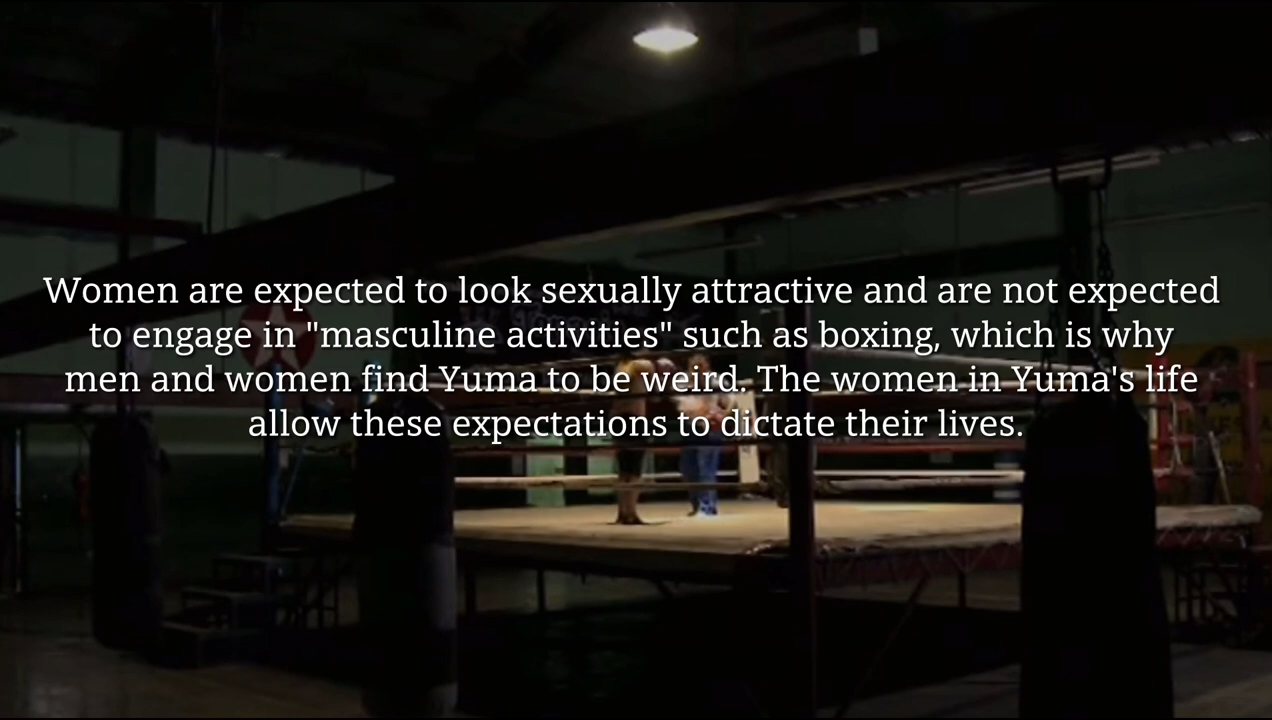 Women are expected to look sexually attractive and are not expected
to engage in "masculine activities" such as boxing, which is why
men and women find Yuma to be weird. The women in Yuma's life
allow these expectations to dictate their lives.